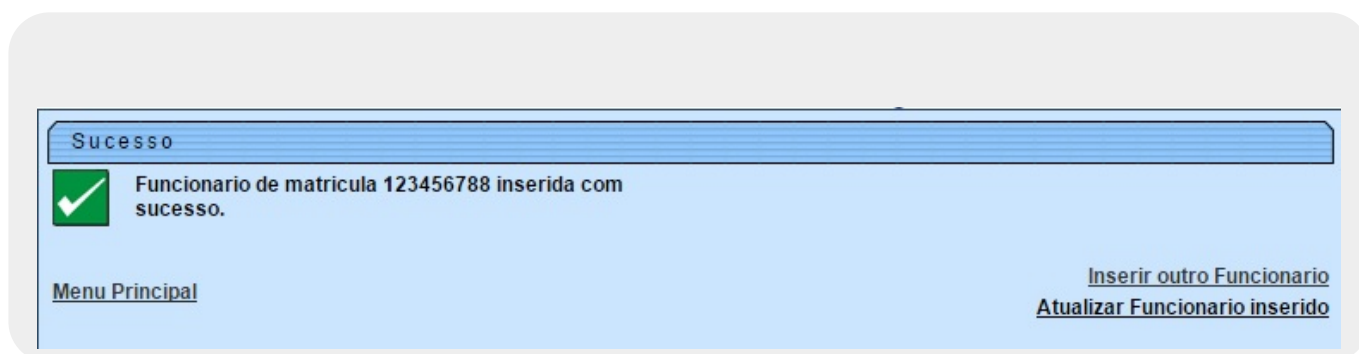 Sucesso
Funcionario de matricula 123456788 inserida com
sucesso.
Inserir outro Funcionario
Menu Principal
Atualizar Funcionario inserido